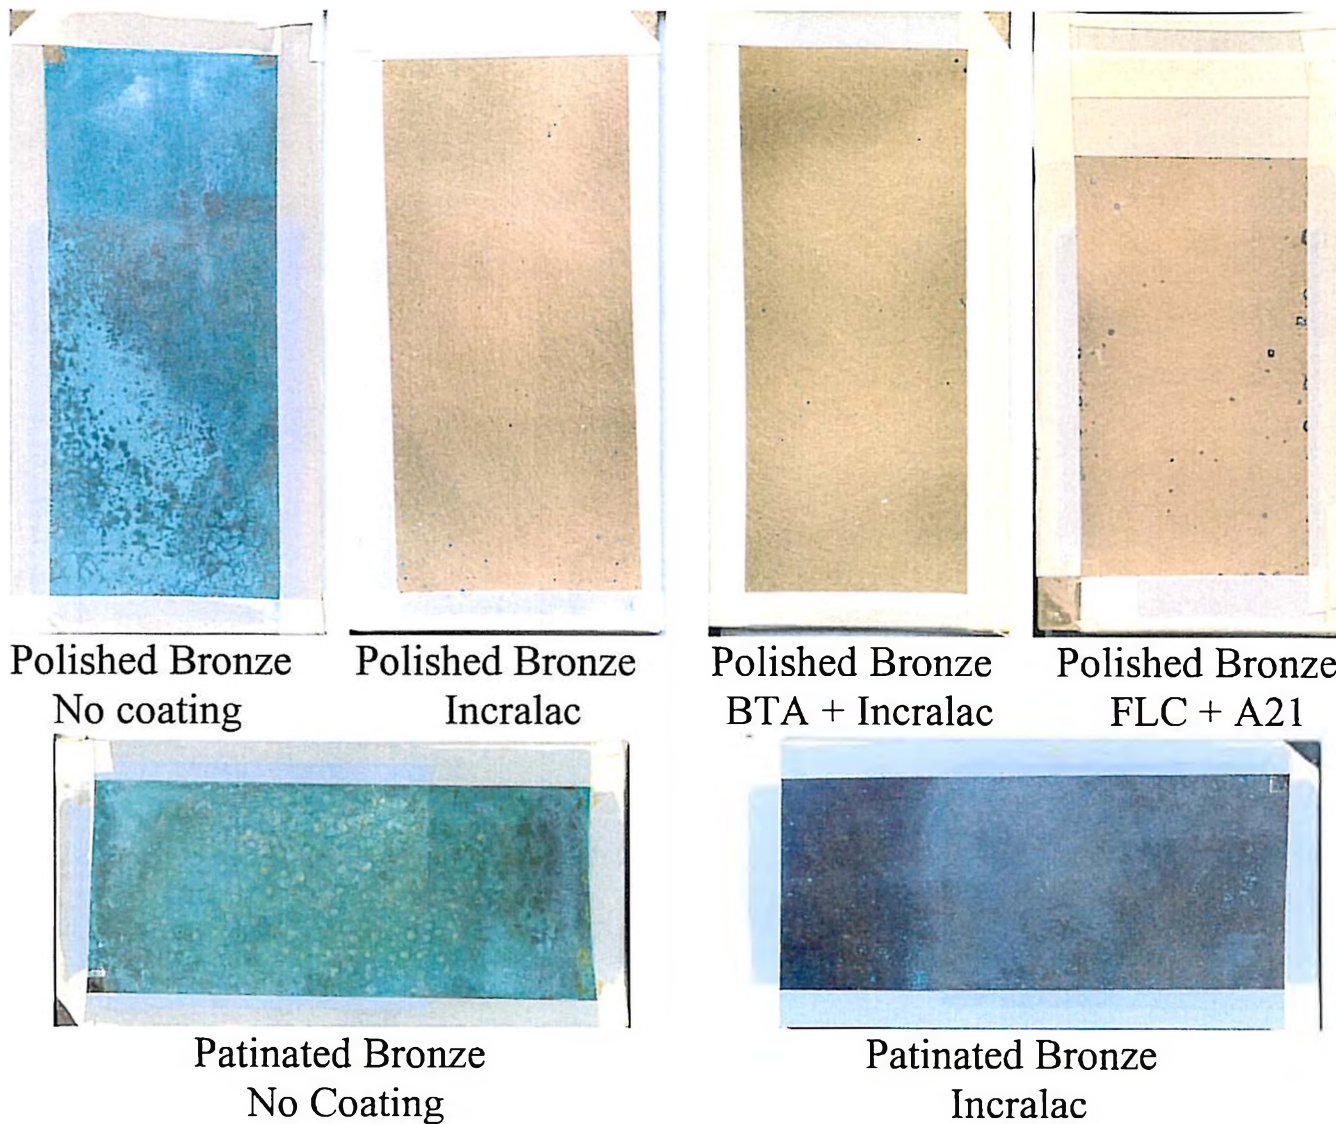 Polished Bronze
No coating
Polished Bronze
Incralac
Polished Bronze
BTA + Incralac
Polished Bronze
FLC + A21
Patinated Bronze
No Coating
Patinated Bronze
Incralac